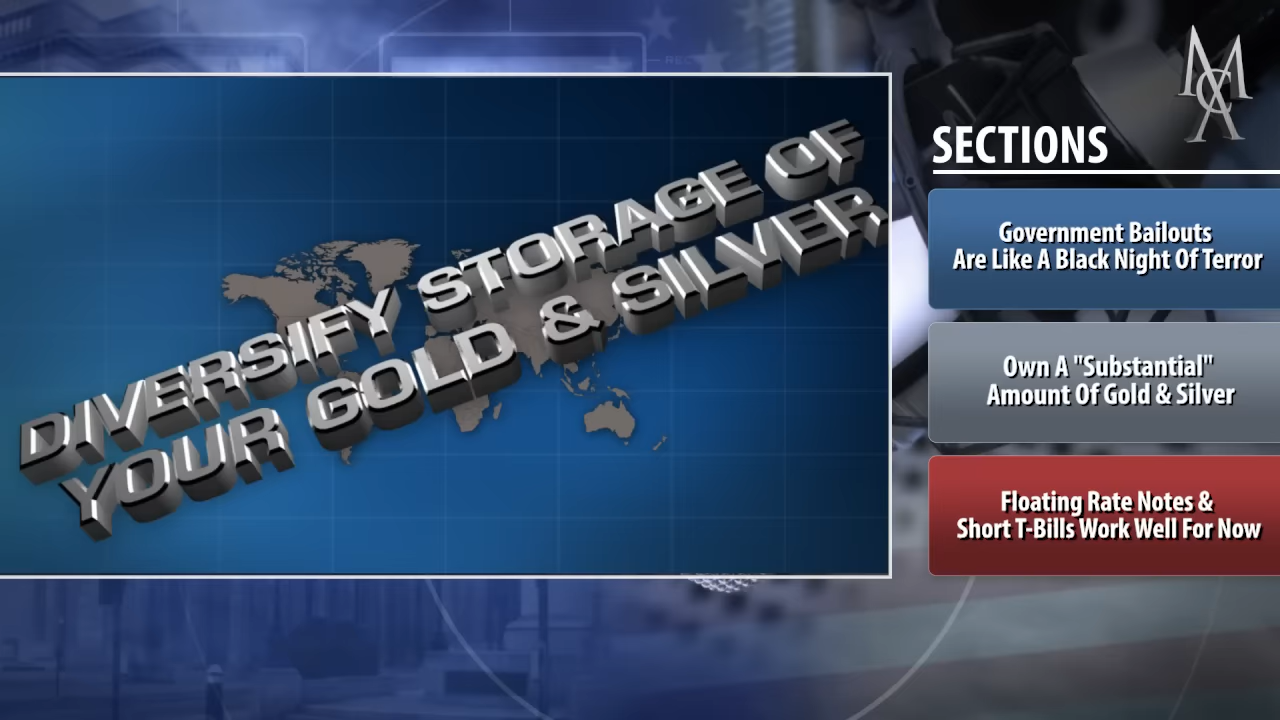 DIVERSIFY STORAGE OF
YOUR GOLD & SILVER
MCA
SECTIONS
Government Bailouts
Are Like A Black Night Of Terror
Own A "Substantial"
Amount Of Gold & Silver
Floating Rate Notes &
Short T-Bills Work Well For Now